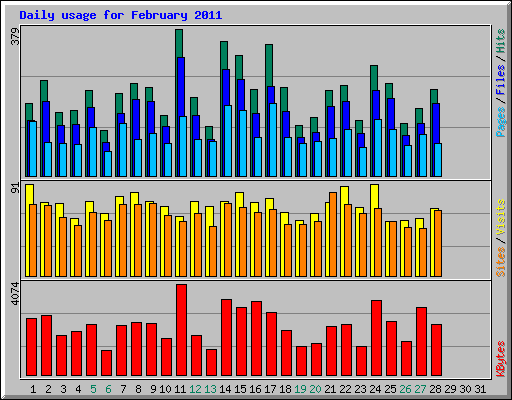 Daily usage for February 2011
379
Pages / Files / Hits
91
Sites / Visits
4074
KBytes
1 2 3 4 5 6 7 8 9 10 11 12 13 14 15 16 17 18 19 20 21 22 23 24 25 26 27 28 29 30 31